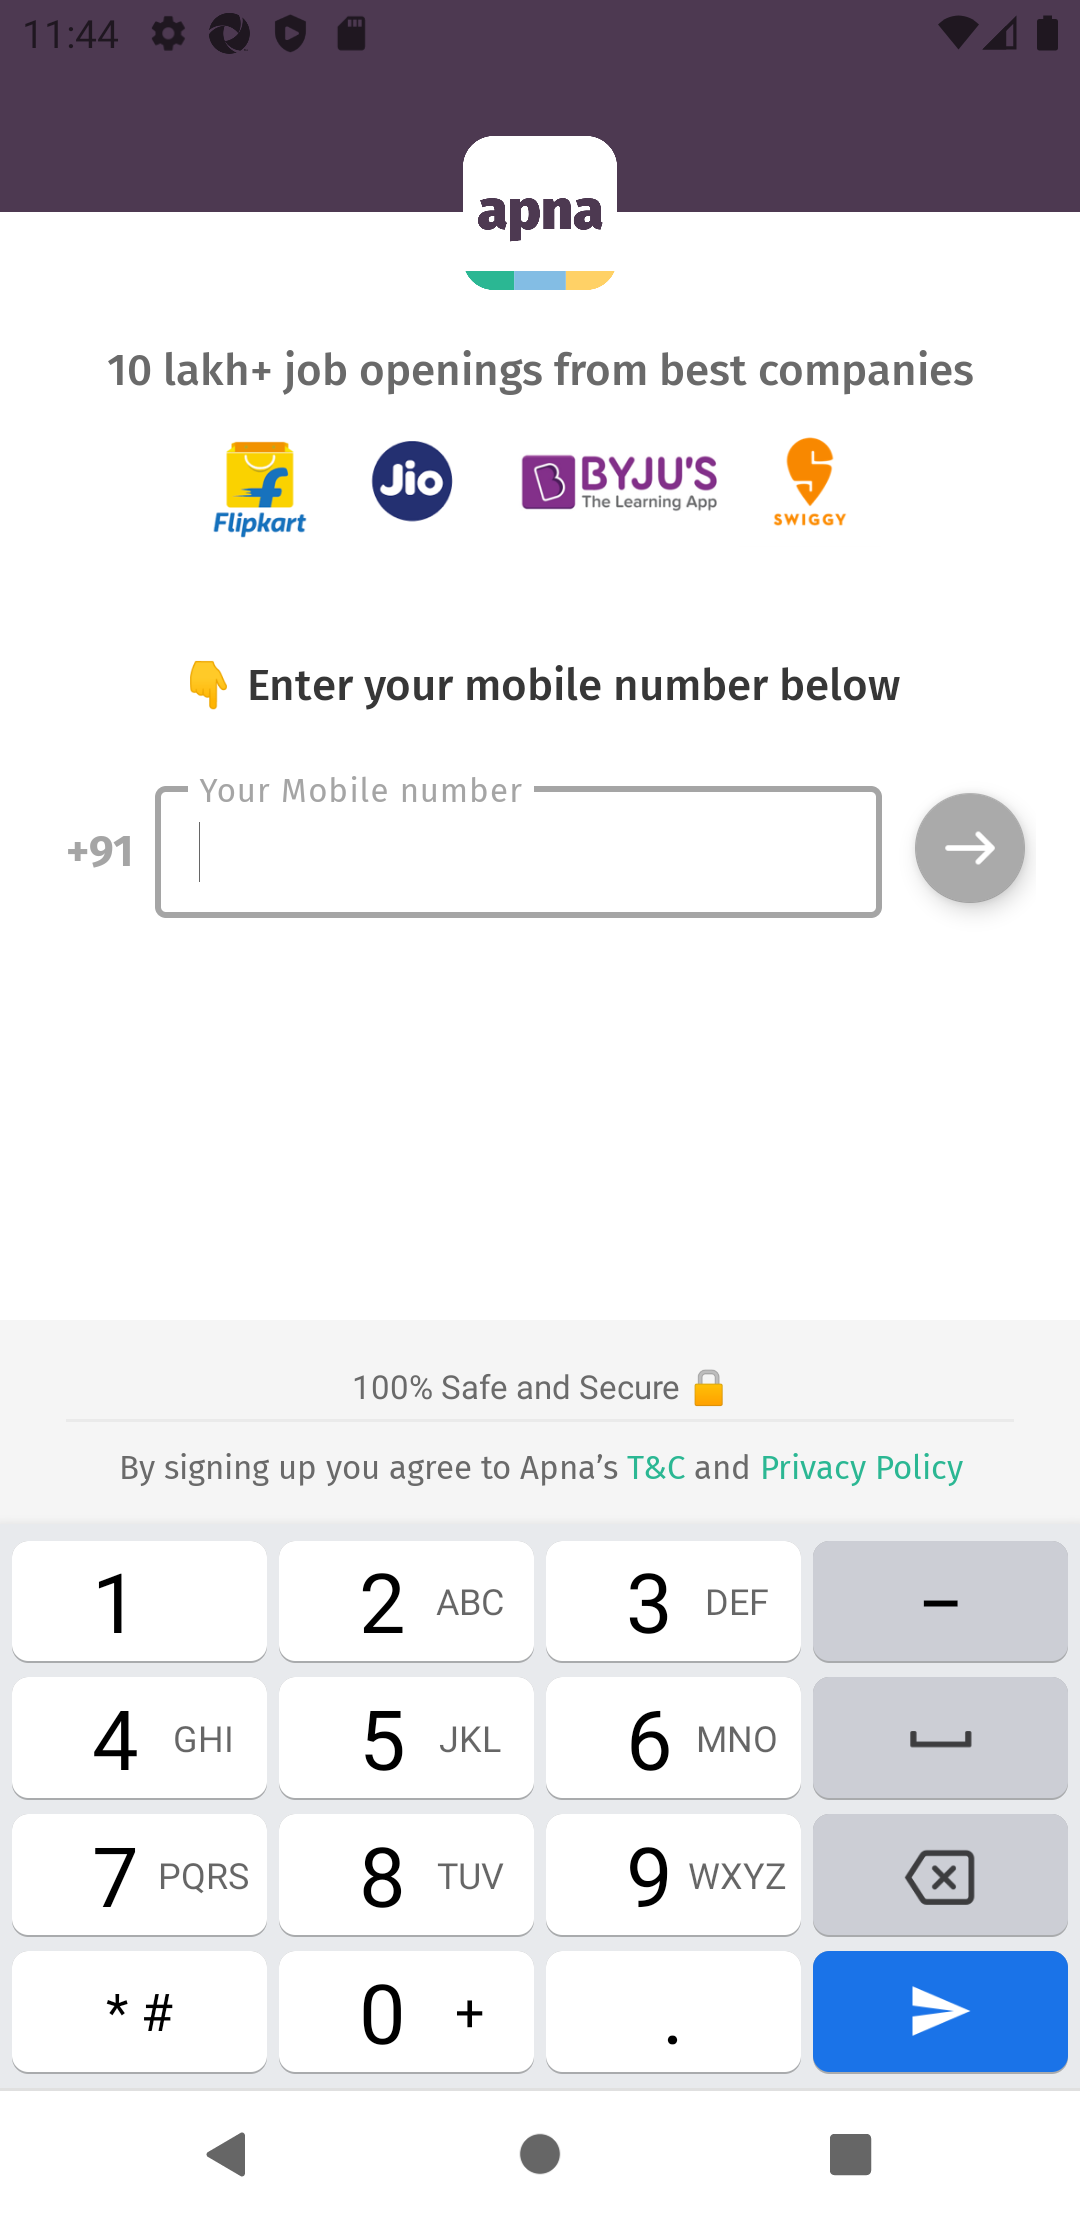 11:44
apna
10 lakh+ job openings from best companies
Flipkart
Jio
BYJU'S
The Learning App
SWIGGY
👇 Enter your mobile number below
Your Mobile number
+91
100% Safe and Secure 🔒
By signing up you agree to Apna’s T&C and Privacy Policy
1 2 ABC 3 DEF –
4 GHI 5 JKL 6 MNO
7 PQRS 8 TUV 9 WXYZ
* # 0 + .